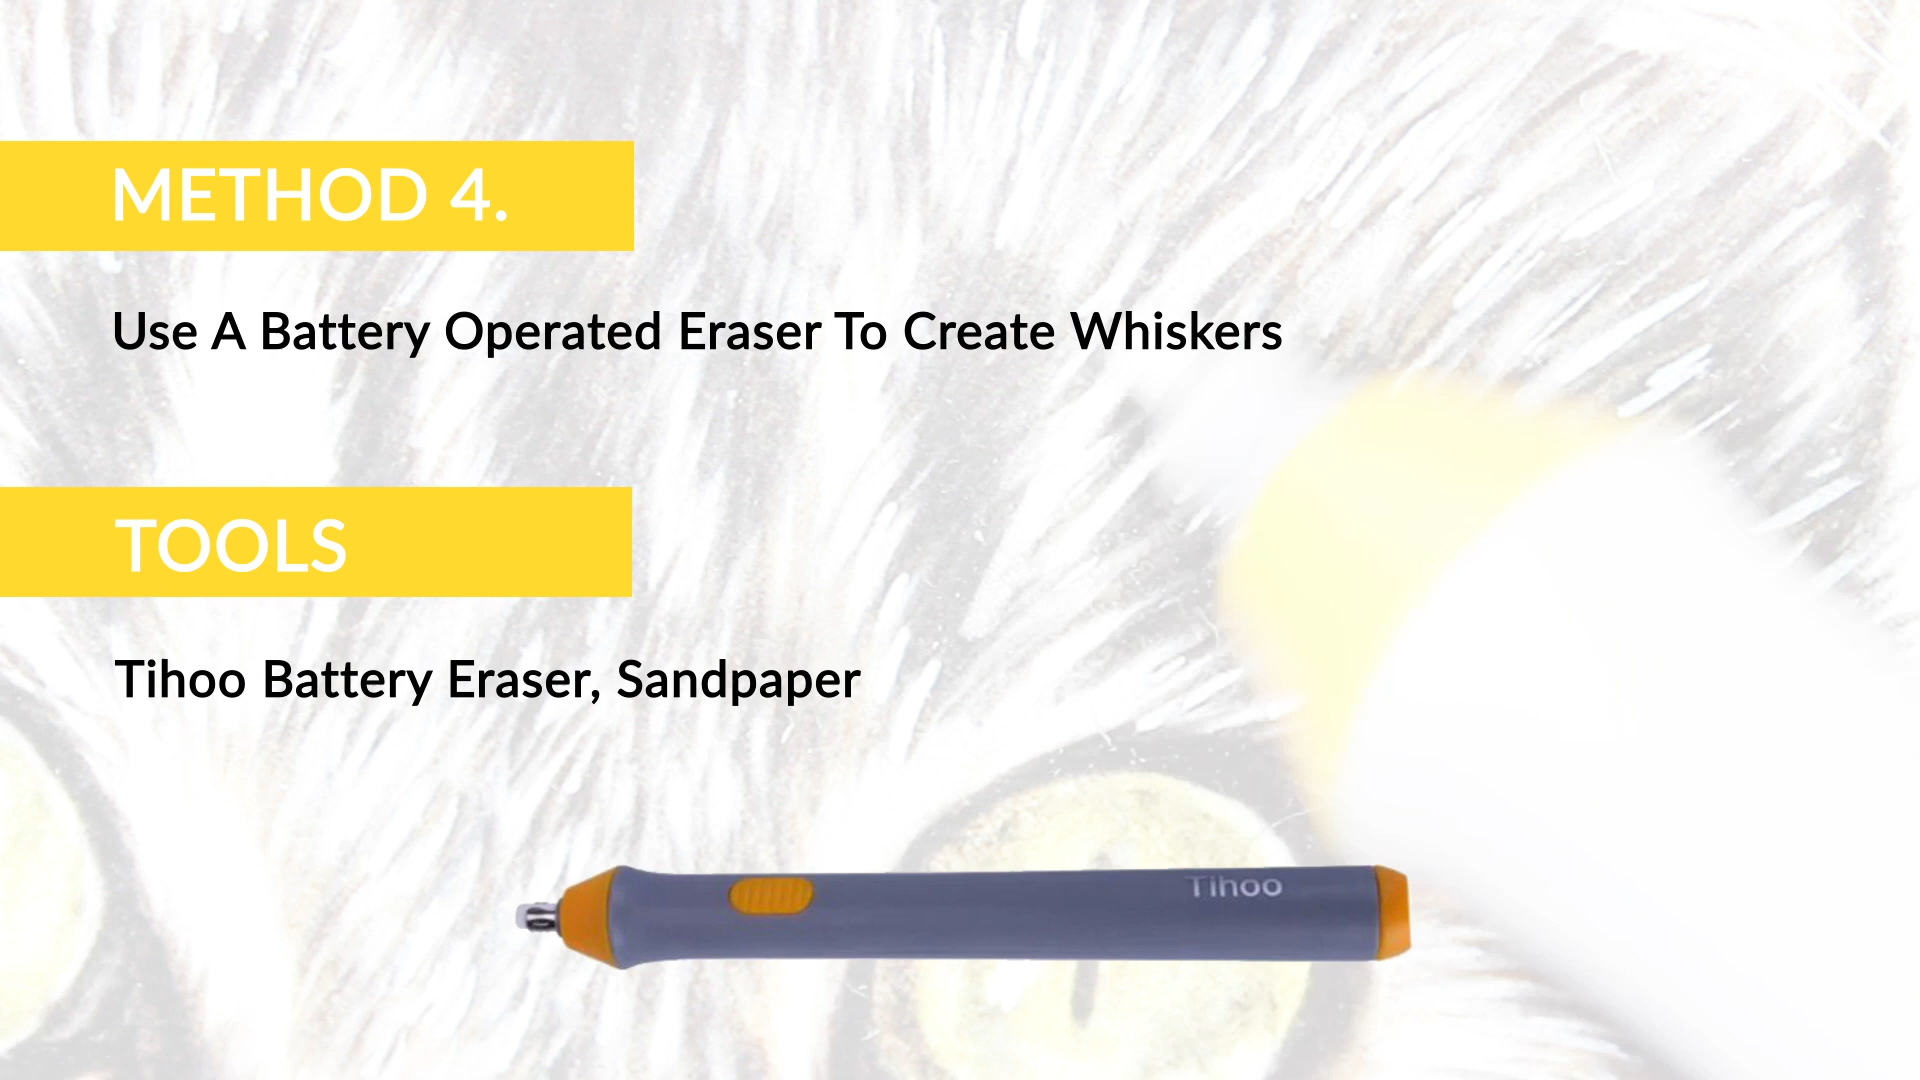 METHOD 4.
Use A Battery Operated Eraser To Create Whiskers
TOOLS
Tihoo Battery Eraser, Sandpaper
Tihoo